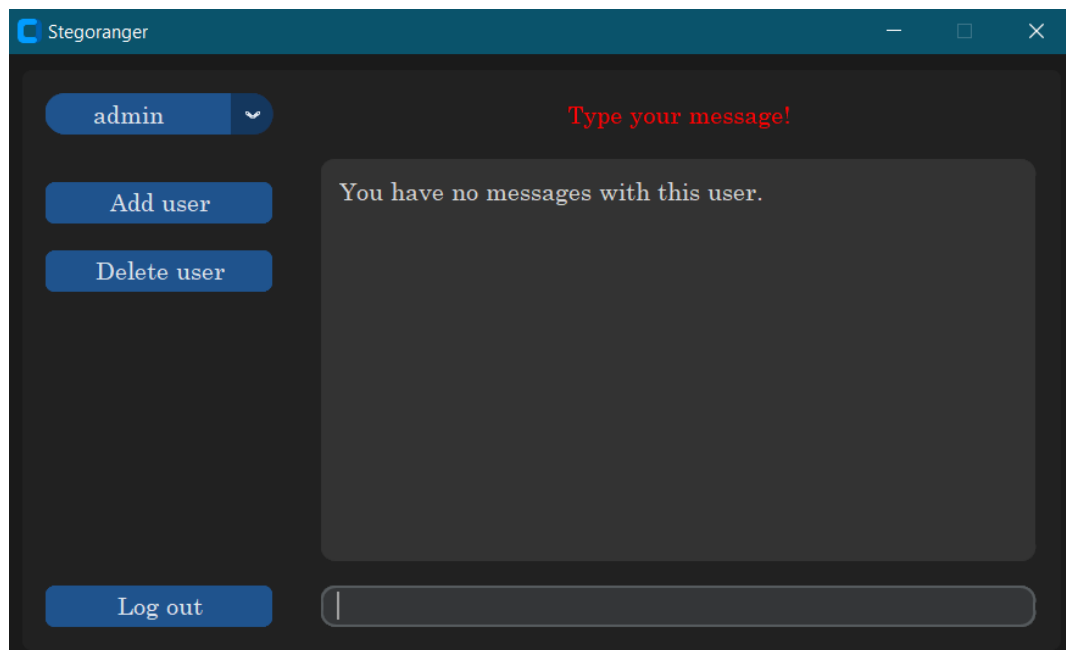 Stegoranger
admin
Type your message!
Add user
You have no messages with this user.
Delete user
Log out